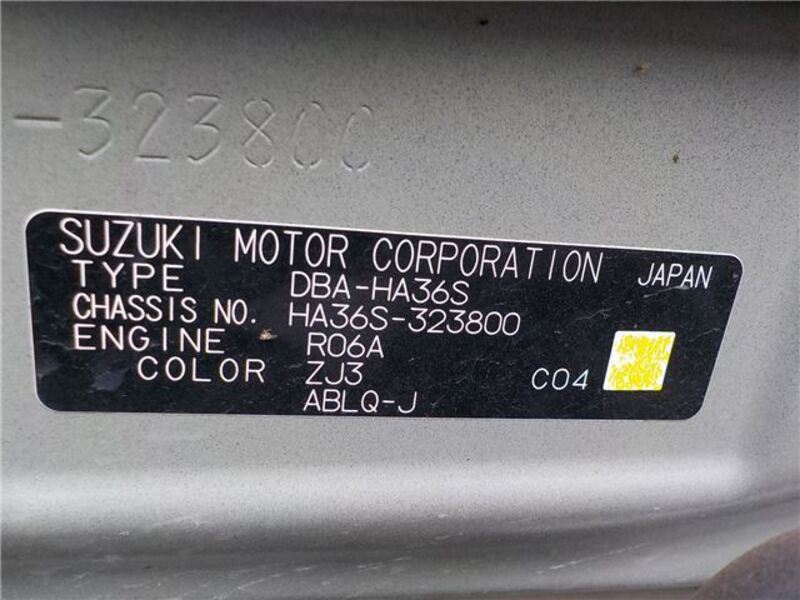 -323800
SUZUKI MOTOR CORPORATION JAPAN
TYPE DBA-HA36S
CHASSIS NO. HA36S-323800
ENGINE R06A
COLOR ZJ3 C04
ABLQ-J